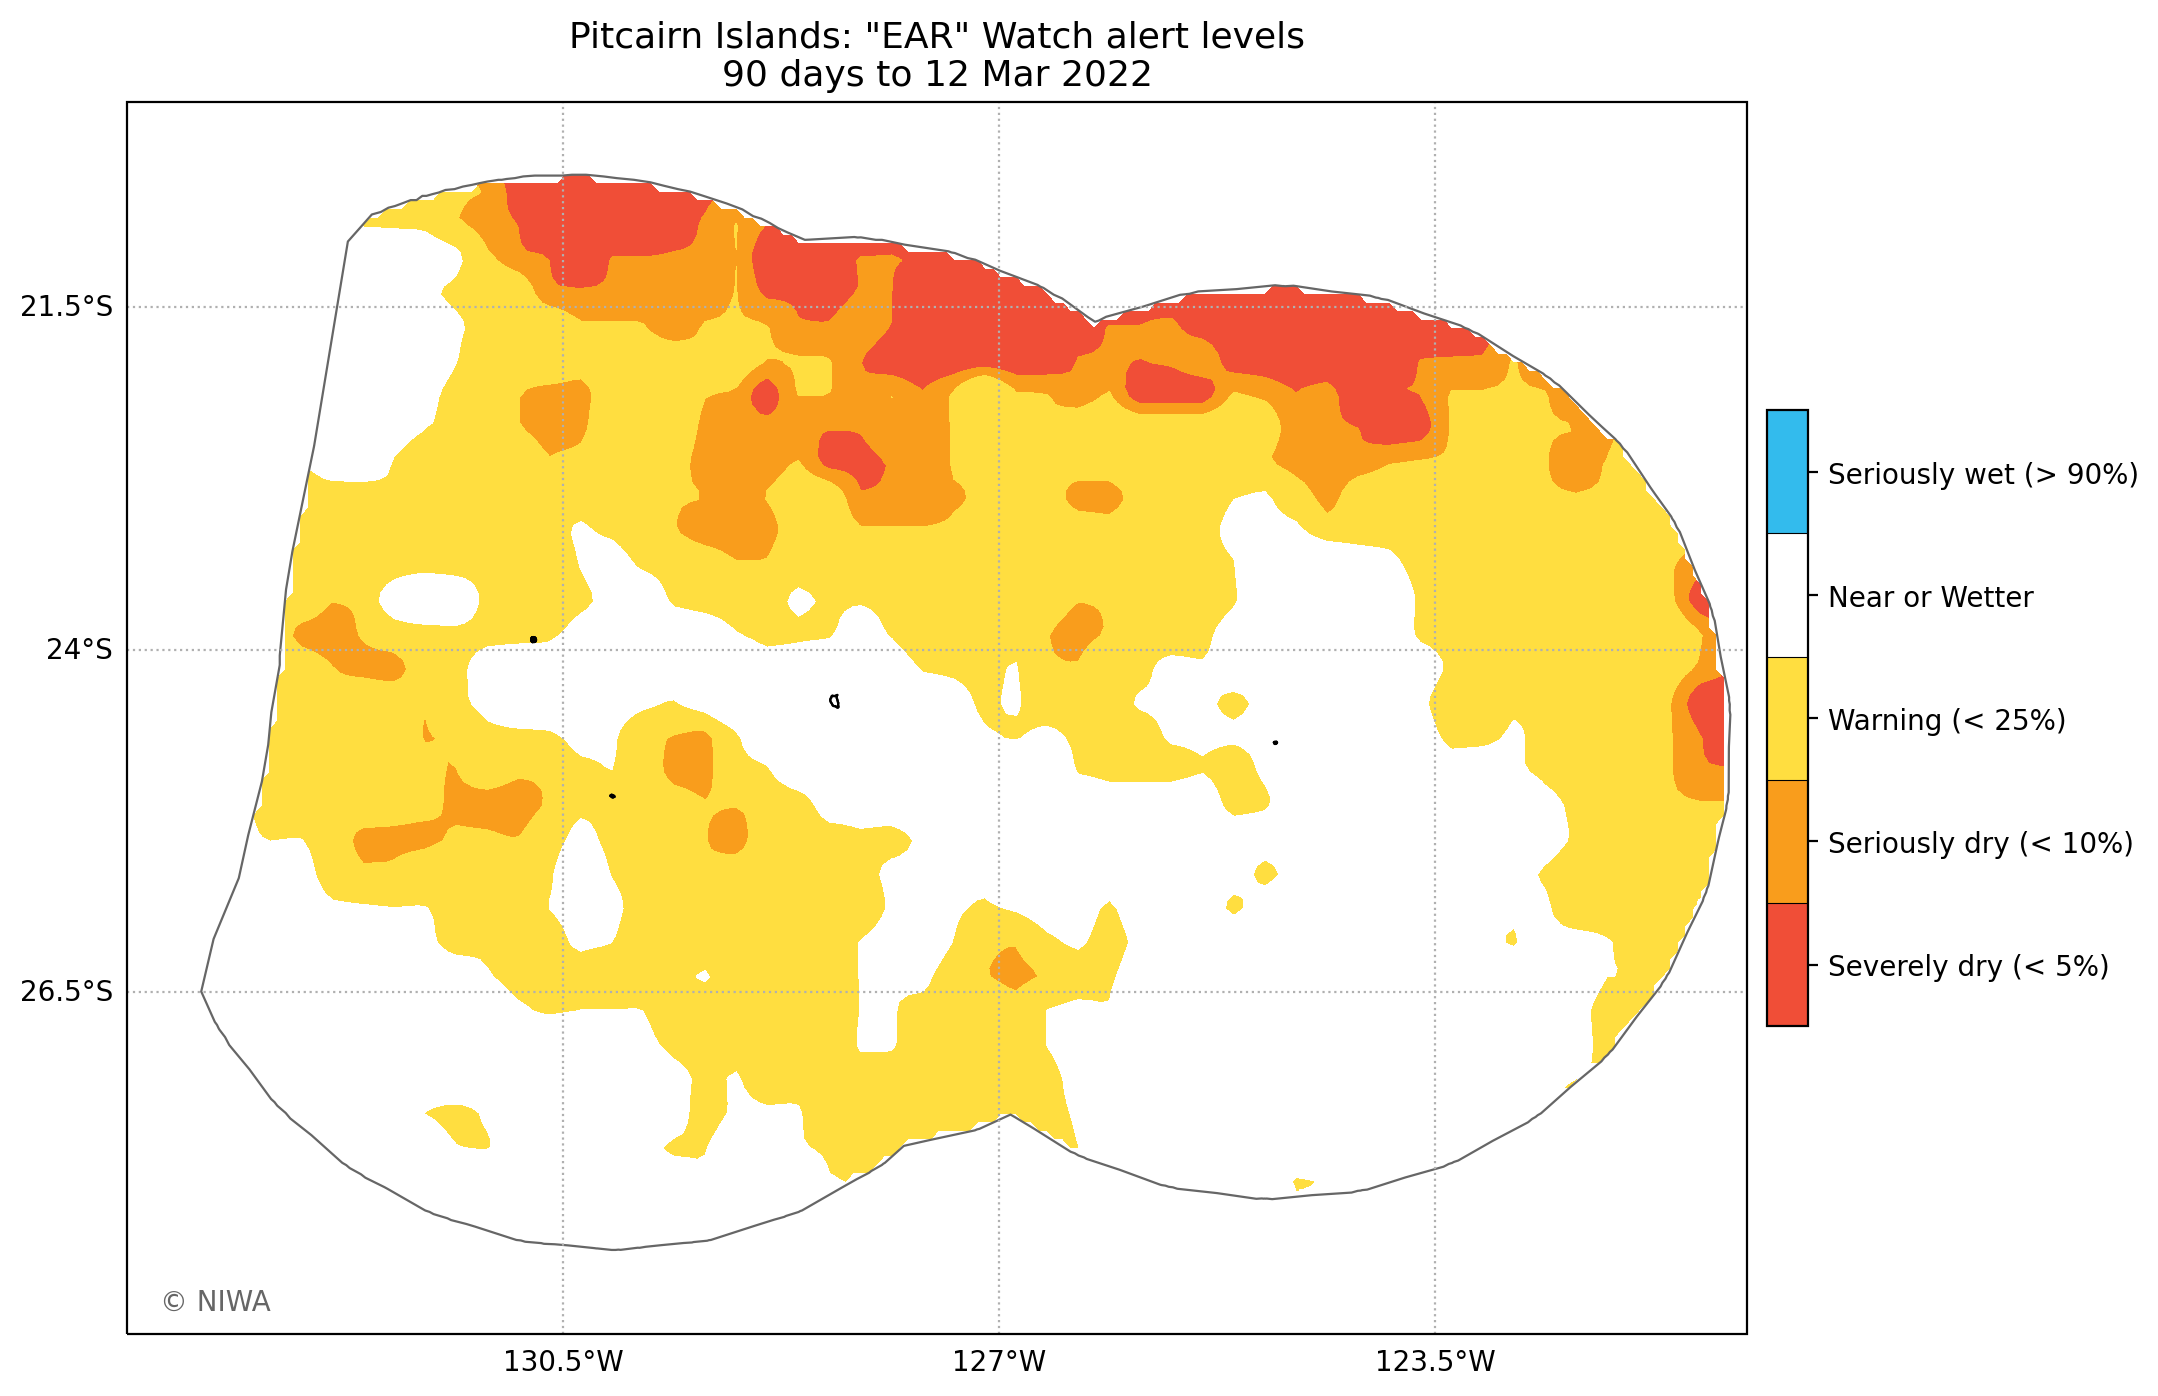 Pitcairn Islands: "EAR" Watch alert levels
90 days to 12 Mar 2022
21.5°S
24°S
26.5°S
130.5°W
127°W
123.5°W
Seriously wet (> 90%)
Near or Wetter
Warning (< 25%)
Seriously dry (< 10%)
Severely dry (< 5%)
© NIWA